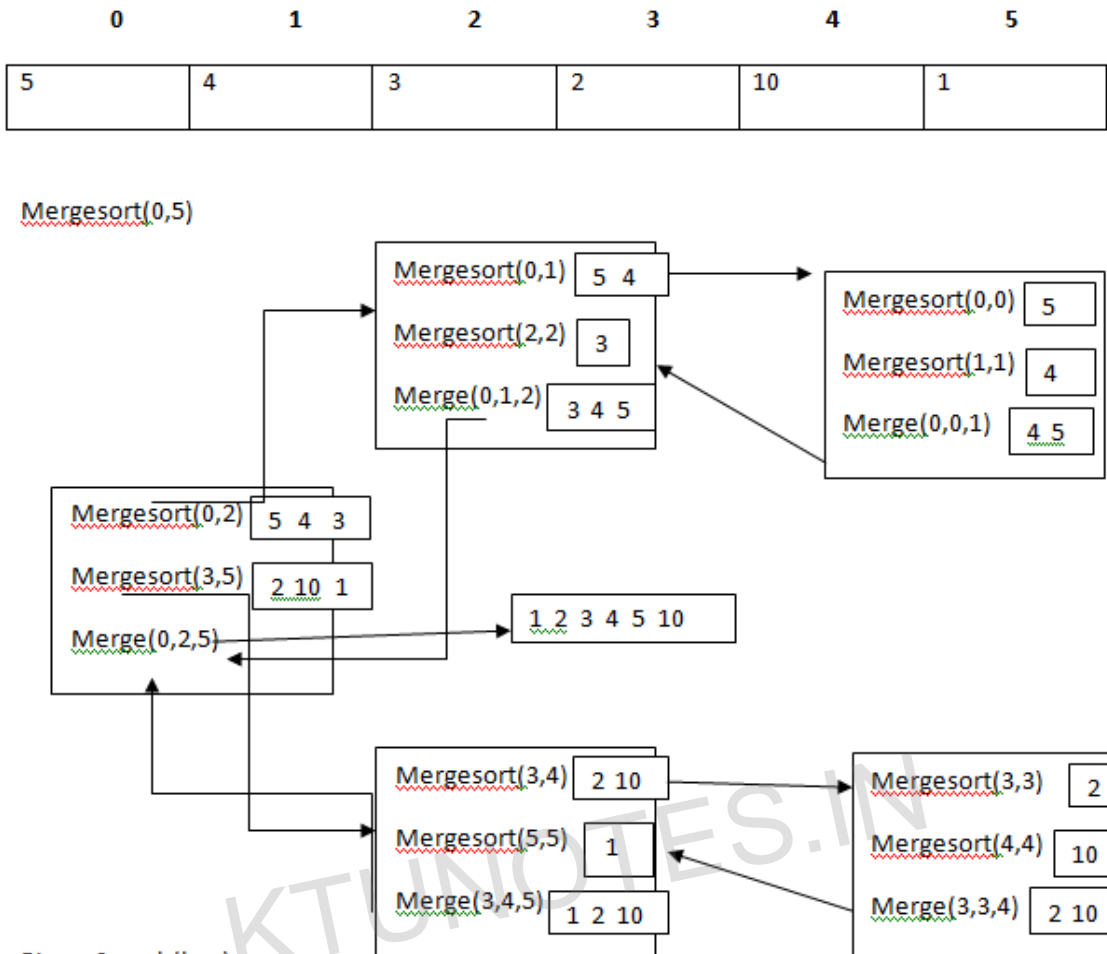 0 1 2 3 4 5
5 4 3 2 10 1
Mergesort(0,5)
Mergesort(0,1) 5 4
Mergesort(2,2) 3
Merge(0,1,2) 3 4 5
Mergesort(0,0) 5
Mergesort(1,1) 4
Merge(0,0,1) 4 5
Mergesort(0,2) 5 4 3
Mergesort(3,5) 2 10 1
Merge(0,2,5)
1 2 3 4 5 10
Mergesort(3,4) 2 10
Mergesort(5,5) 1
Merge(3,4,5) 1 2 10
Mergesort(3,3) 2
Mergesort(4,4) 10
Merge(3,3,4) 2 10
KTUNOTES.IN